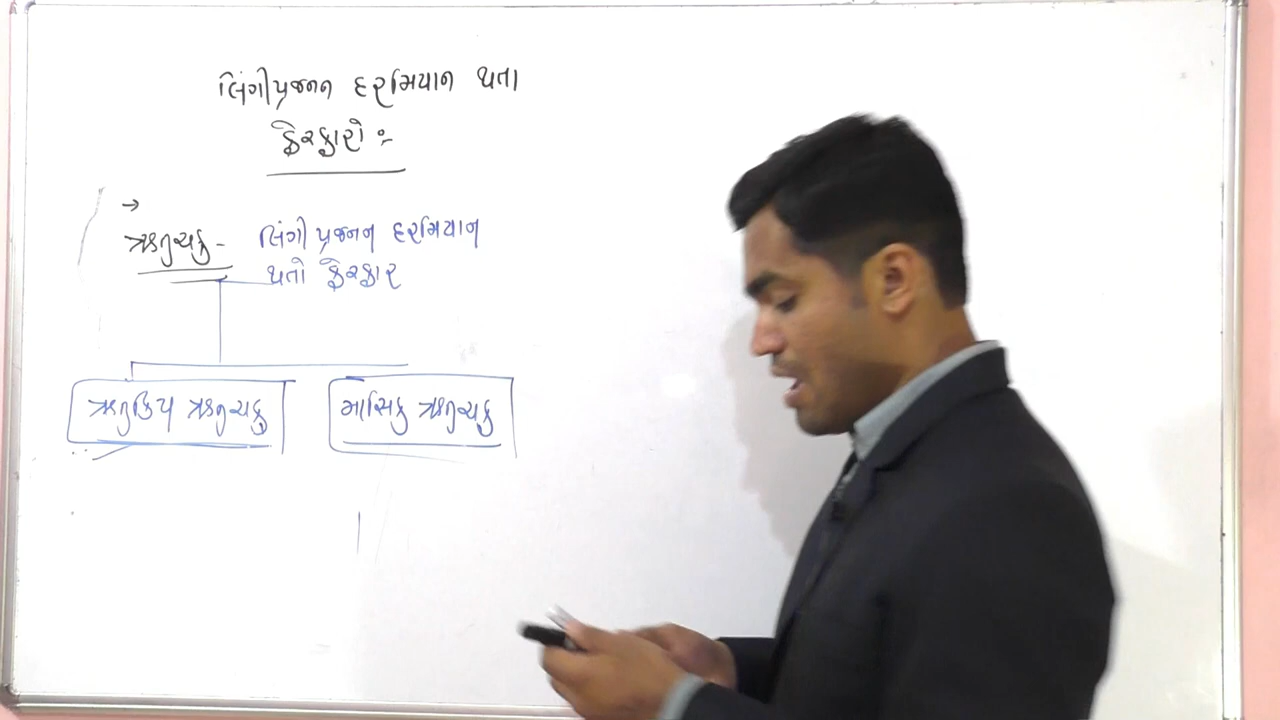 લિંગીપ્રજનન દરમિયાન થતા
ફેરફારો :-
→
ઋતુચક્ર - લિંગી પ્રજનન દરમિયાન
થતો ફેરફાર
ઋતુકિય ઋતુચક્ર
માસિક ઋતુચક્ર